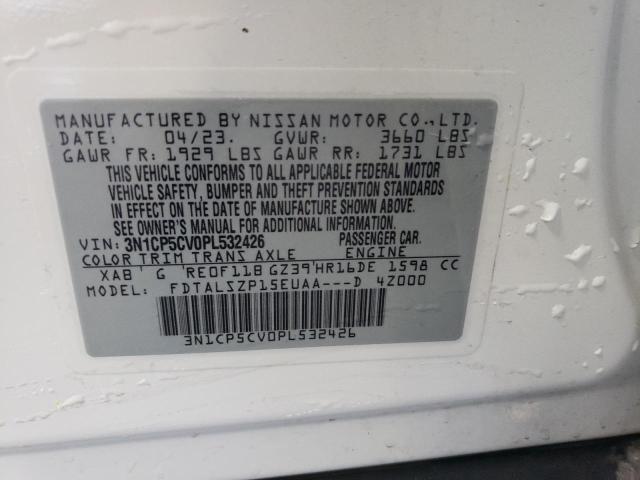 MANUFACTURED BY NISSAN MOTOR CO.,LTD.
DATE: 04/23. GVWR: 3660 LBS
GAWR FR: 1929 LBS GAWR RR: 1731 LBS
THIS VEHICLE CONFORMS TO ALL APPLICABLE FEDERAL MOTOR
VEHICLE SAFETY, BUMPER AND THEFT PREVENTION STANDARDS
IN EFFECT ON THE DATE OF MANUFACTURE SHOWN ABOVE.
SEE OWNER'S MANUAL FOR ADDITIONAL INFORMATION.
VIN: 3N1CP5CV0PL532426 PASSENGER CAR.
COLOR TRIM TRANS AXLE ENGINE
XAB' G 'RE0F11B GZ39'HR16DE 1598 CC
MODEL: FDTALSZP15EUAA---D 4Z000
3N1CP5CV0PL532426